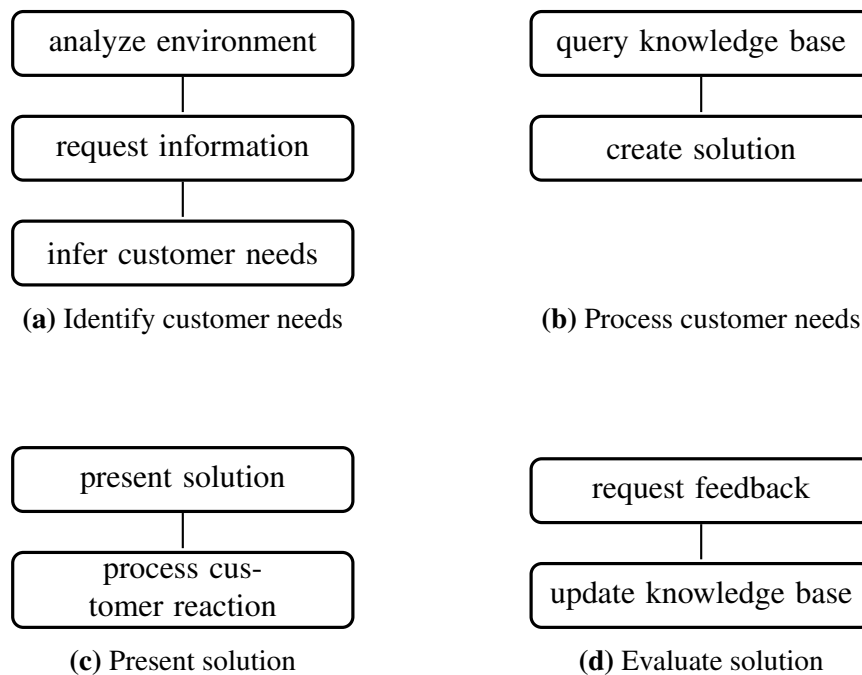 analyze environment
request information
infer customer needs
(a) Identify customer needs
query knowledge base
create solution
(b) Process customer needs
present solution
process cus-
tomer reaction
(c) Present solution
request feedback
update knowledge base
(d) Evaluate solution